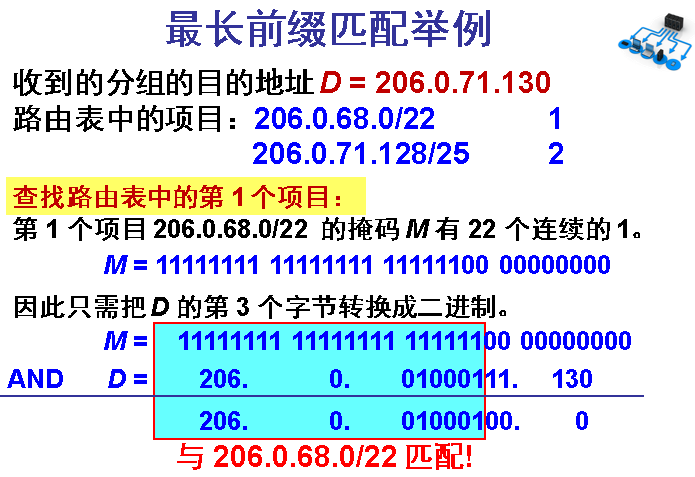 最长前缀匹配举例
收到的分组的目的地址 D = 206.0.71.130
路由表中的项目：206.0.68.0/22 1
206.0.71.128/25 2
查找路由表中的第 1 个项目：
第 1 个项目 206.0.68.0/22 的掩码 M 有 22 个连续的 1。
M = 11111111 11111111 11111100 00000000
因此只需把 D 的第 3 个字节转换成二进制。
M = 11111111 11111111 11111100 00000000
AND D = 206. 0. 01000111. 130
206. 0. 01000100. 0
与 206.0.68.0/22 匹配!